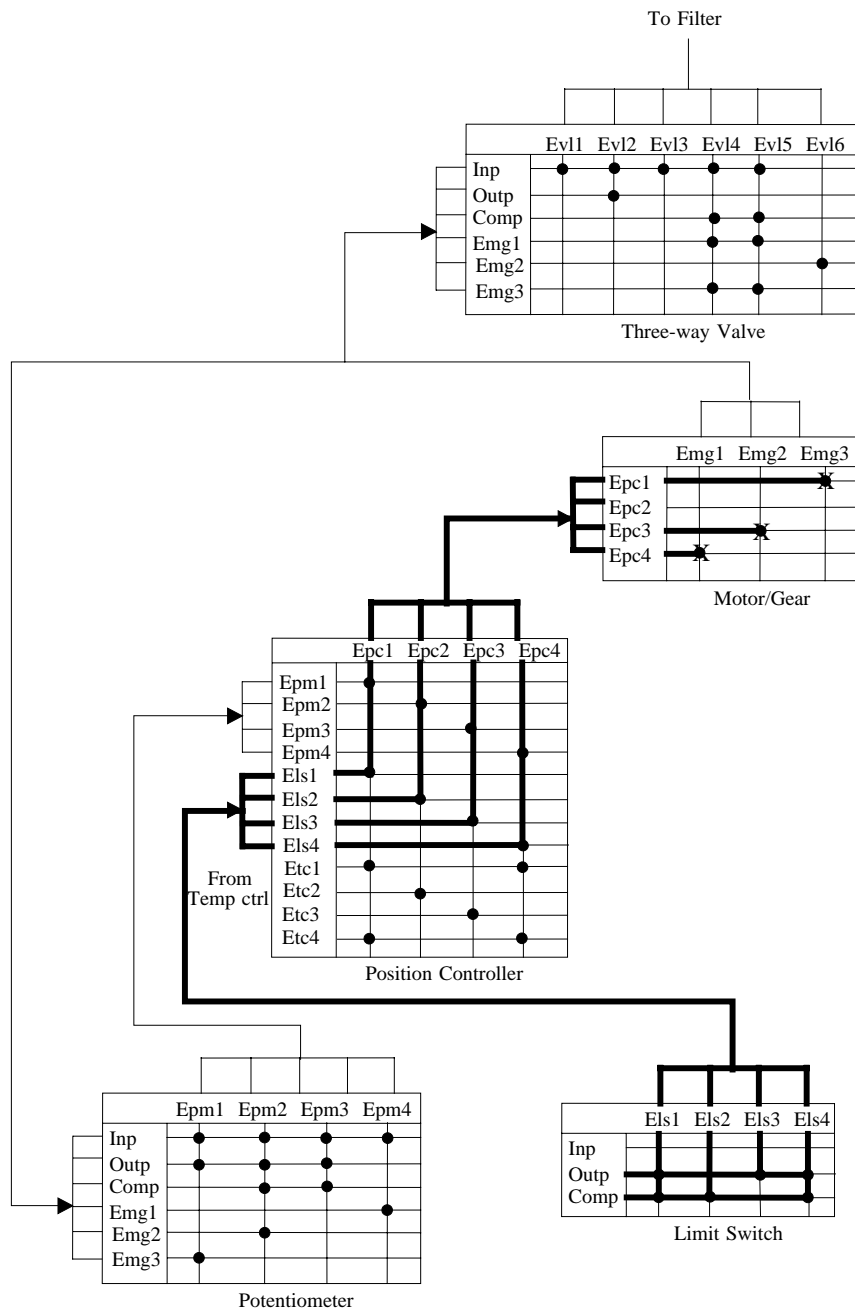 To Filter
Evl1 Evl2 Evl3 Evl4 Evl5 Evl6
Inp
Outp
Comp
Emg1
Emg2
Emg3
Three-way Valve
Emg1 Emg2 Emg3
Epc1 X
Epc2
Epc3 X
Epc4 X
Motor/Gear
Epc1 Epc2 Epc3 Epc4
Epm1
Epm2
Epm3
Epm4
Els1
Els2
Els3
Els4
Etc1
Etc2
Etc3
Etc4
From
Temp ctrl
Position Controller
Epm1 Epm2 Epm3 Epm4
Inp
Outp
Comp
Emg1
Emg2
Emg3
Potentiometer
Els1 Els2 Els3 Els4
Inp
Outp
Comp
Limit Switch